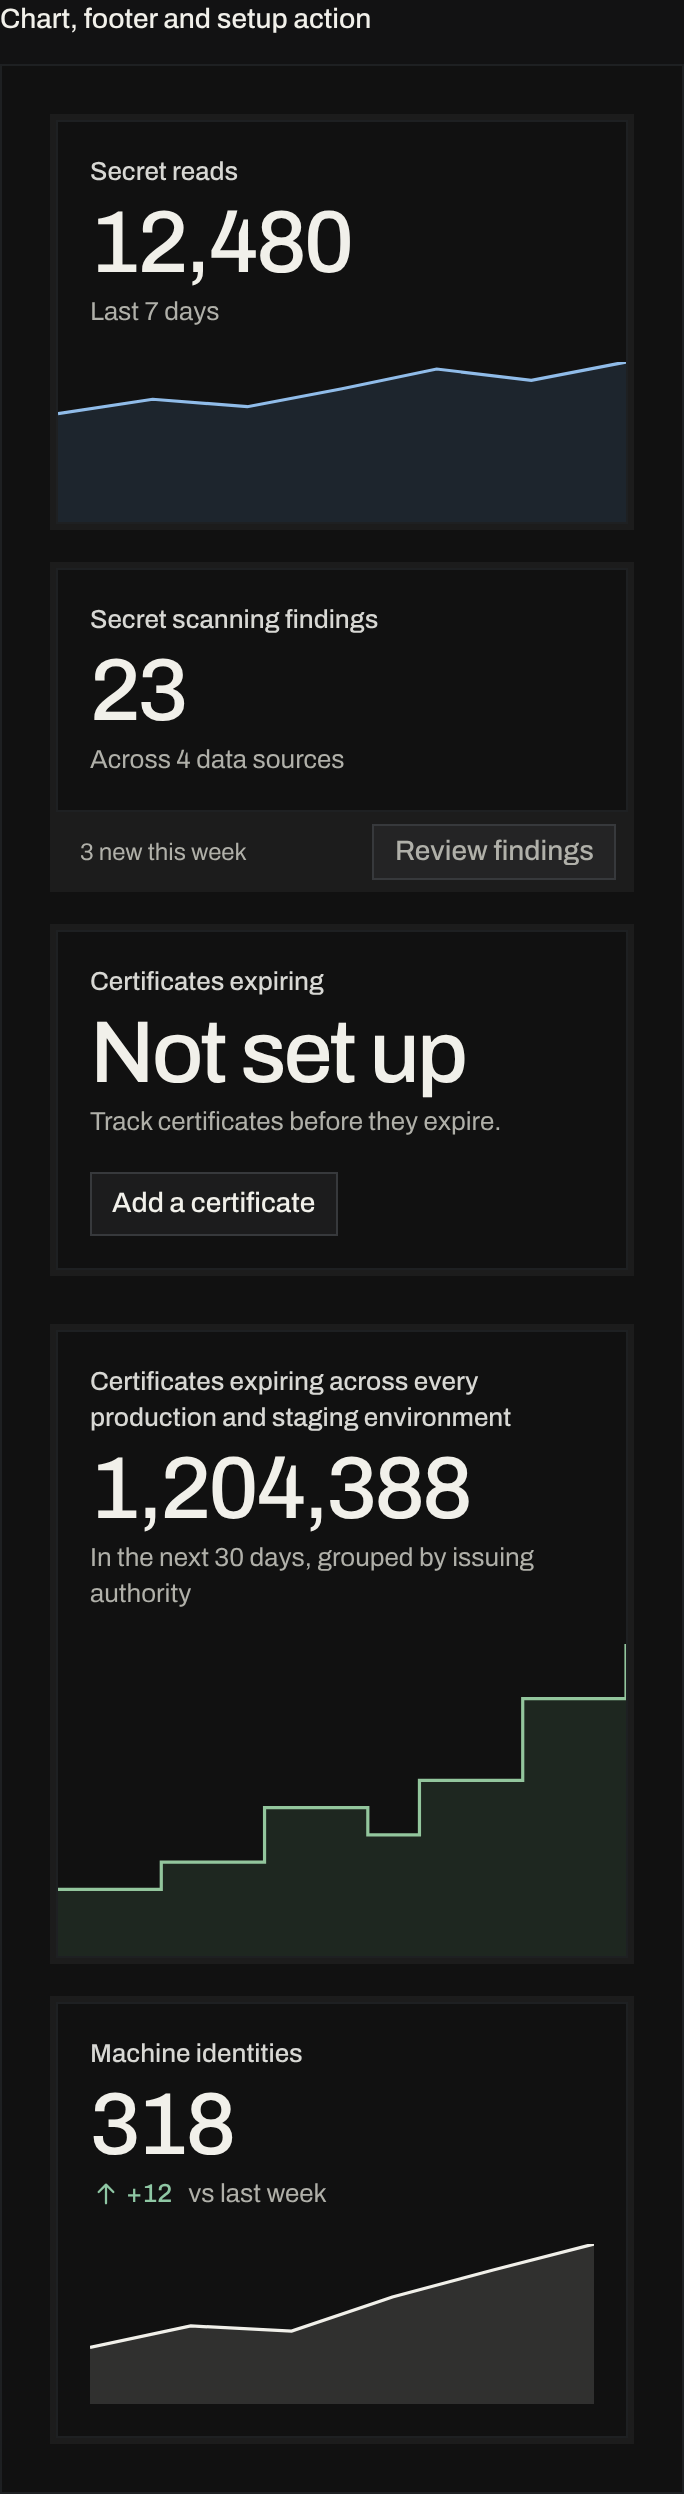 Chart, footer and setup action
Secret reads
12,480
Last 7 days
Secret scanning findings
23
Across 4 data sources
3 new this week
Review findings
Certificates expiring
Not set up
Track certificates before they expire.
Add a certificate
Certificates expiring across every
production and staging environment
1,204,388
In the next 30 days, grouped by issuing
authority
Machine identities
318
↑ +12 vs last week